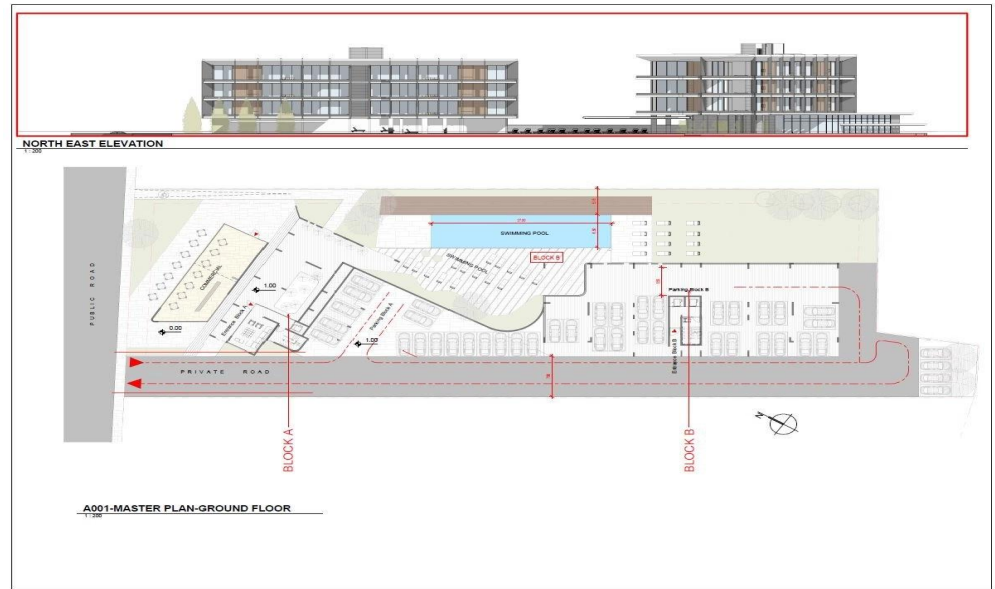 NORTH EAST ELEVATION
1 : 200
PUBLIC ROAD
COMMERCIAL
0.00
1.00
Entrance Block A
Parking Block A
1.00
SWIMMING POOL
SWIMMING POOL
BLOCK B
Parking Block B
Entrance Block B
PRIVATE ROAD
BLOCK A
BLOCK B
N
A001-MASTER PLAN-GROUND FLOOR
1 : 200